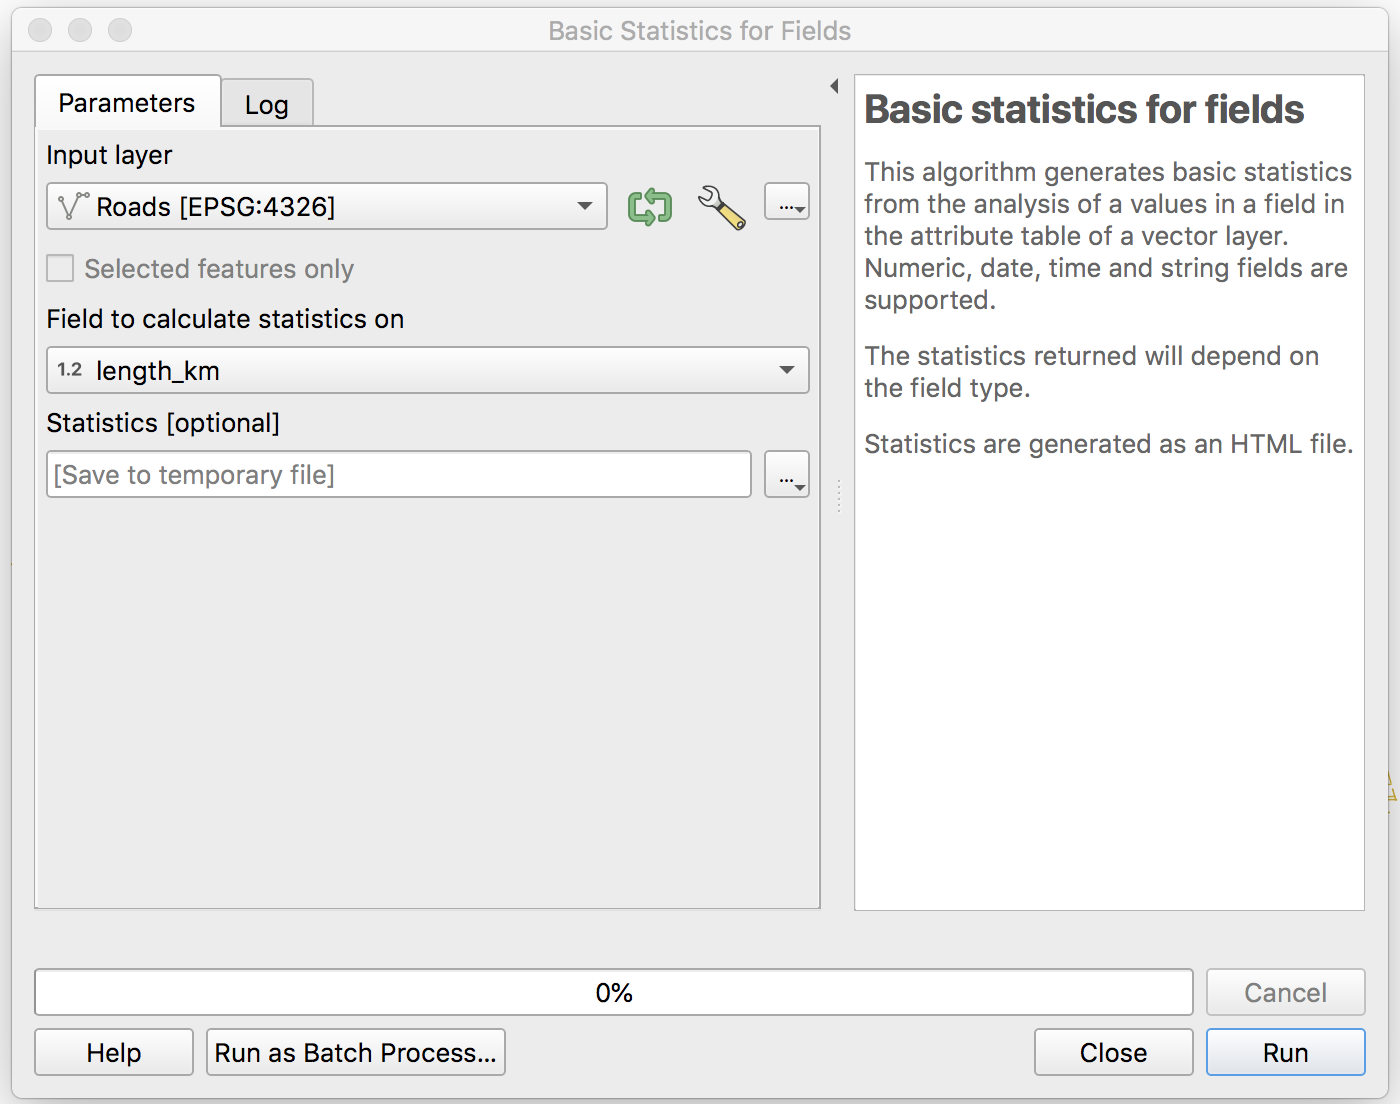 Basic Statistics for Fields
Parameters
Log
Input layer
Roads [EPSG:4326]
...
Selected features only
Field to calculate statistics on
1.2 length_km
Statistics [optional]
[Save to temporary file]
...
Basic statistics for fields
This algorithm generates basic statistics
from the analysis of a values in a field in
the attribute table of a vector layer.
Numeric, date, time and string fields are
supported.
The statistics returned will depend on
the field type.
Statistics are generated as an HTML file.
0%
Cancel
Help
Run as Batch Process...
Close
Run